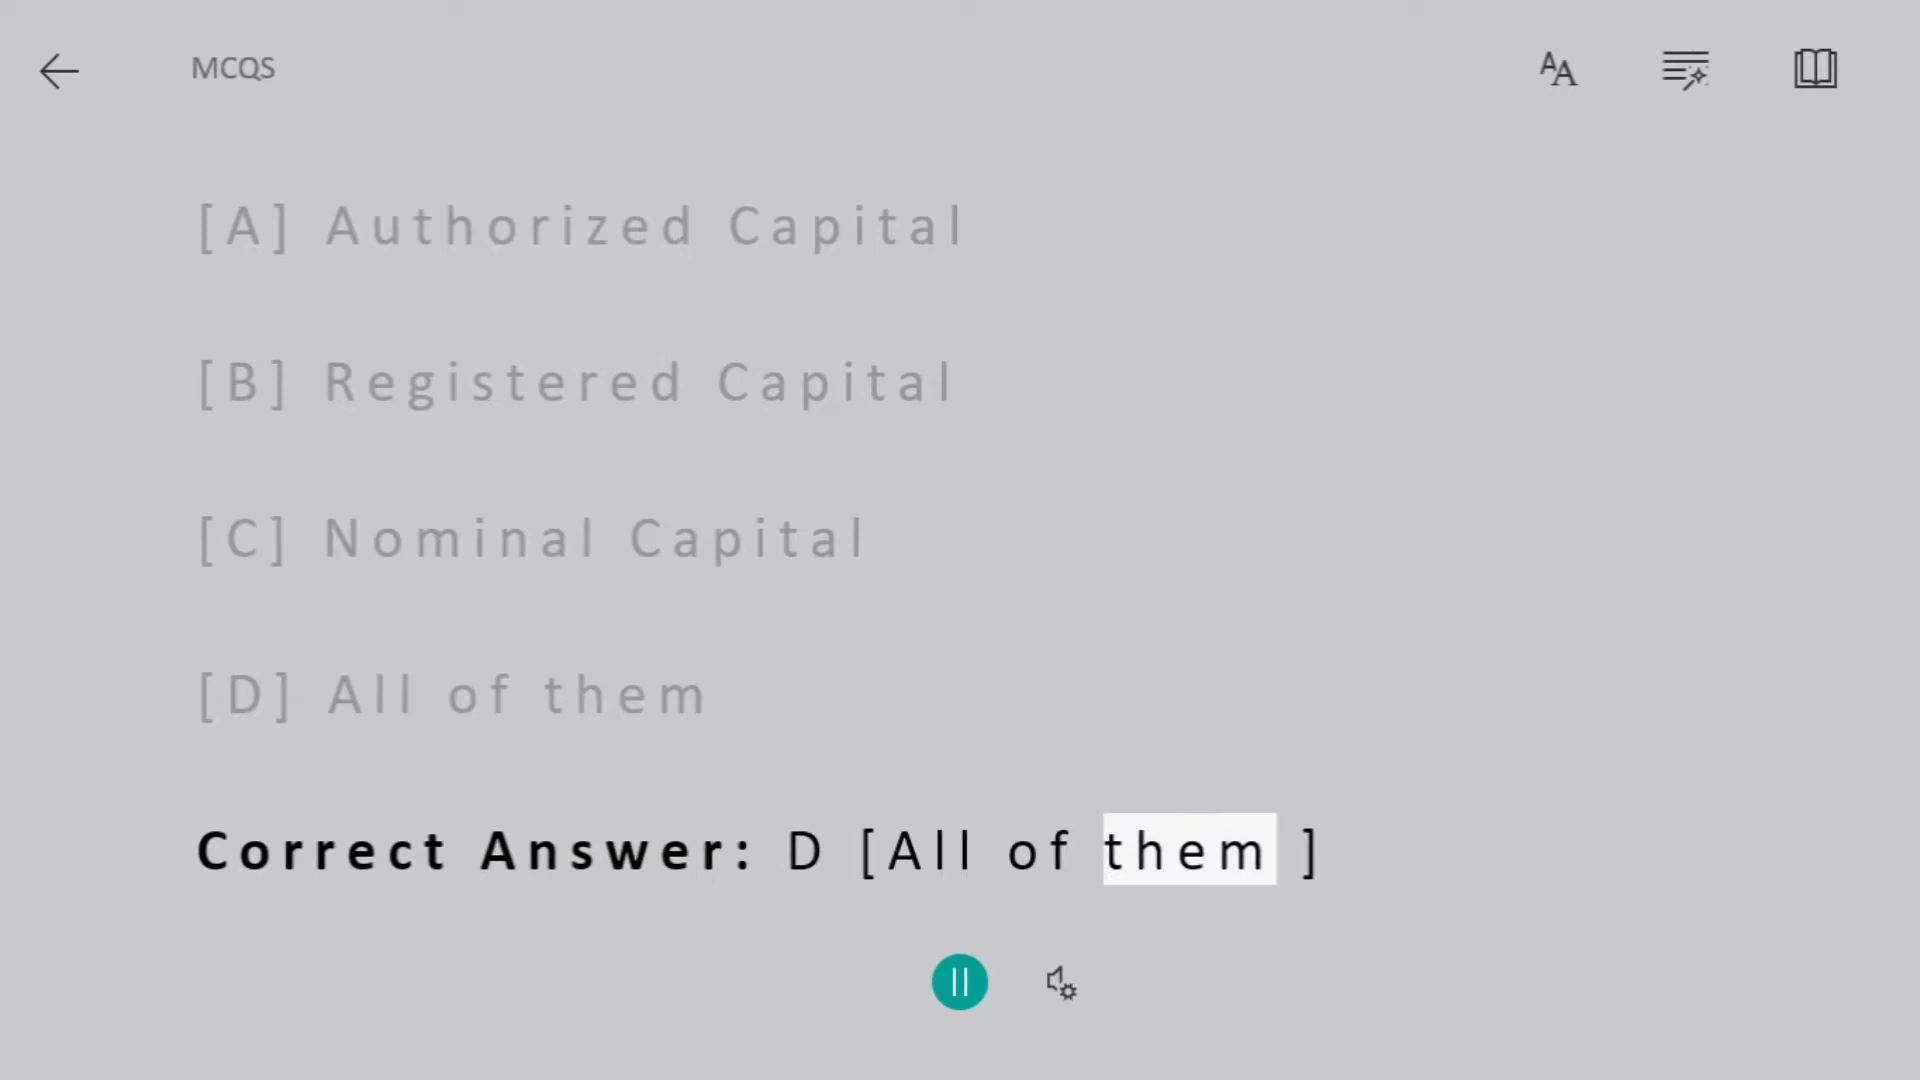 MCQS
[A] Authorized Capital
[B] Registered Capital
[C] Nominal Capital
[D] All of them
Correct Answer: D [All of them ]